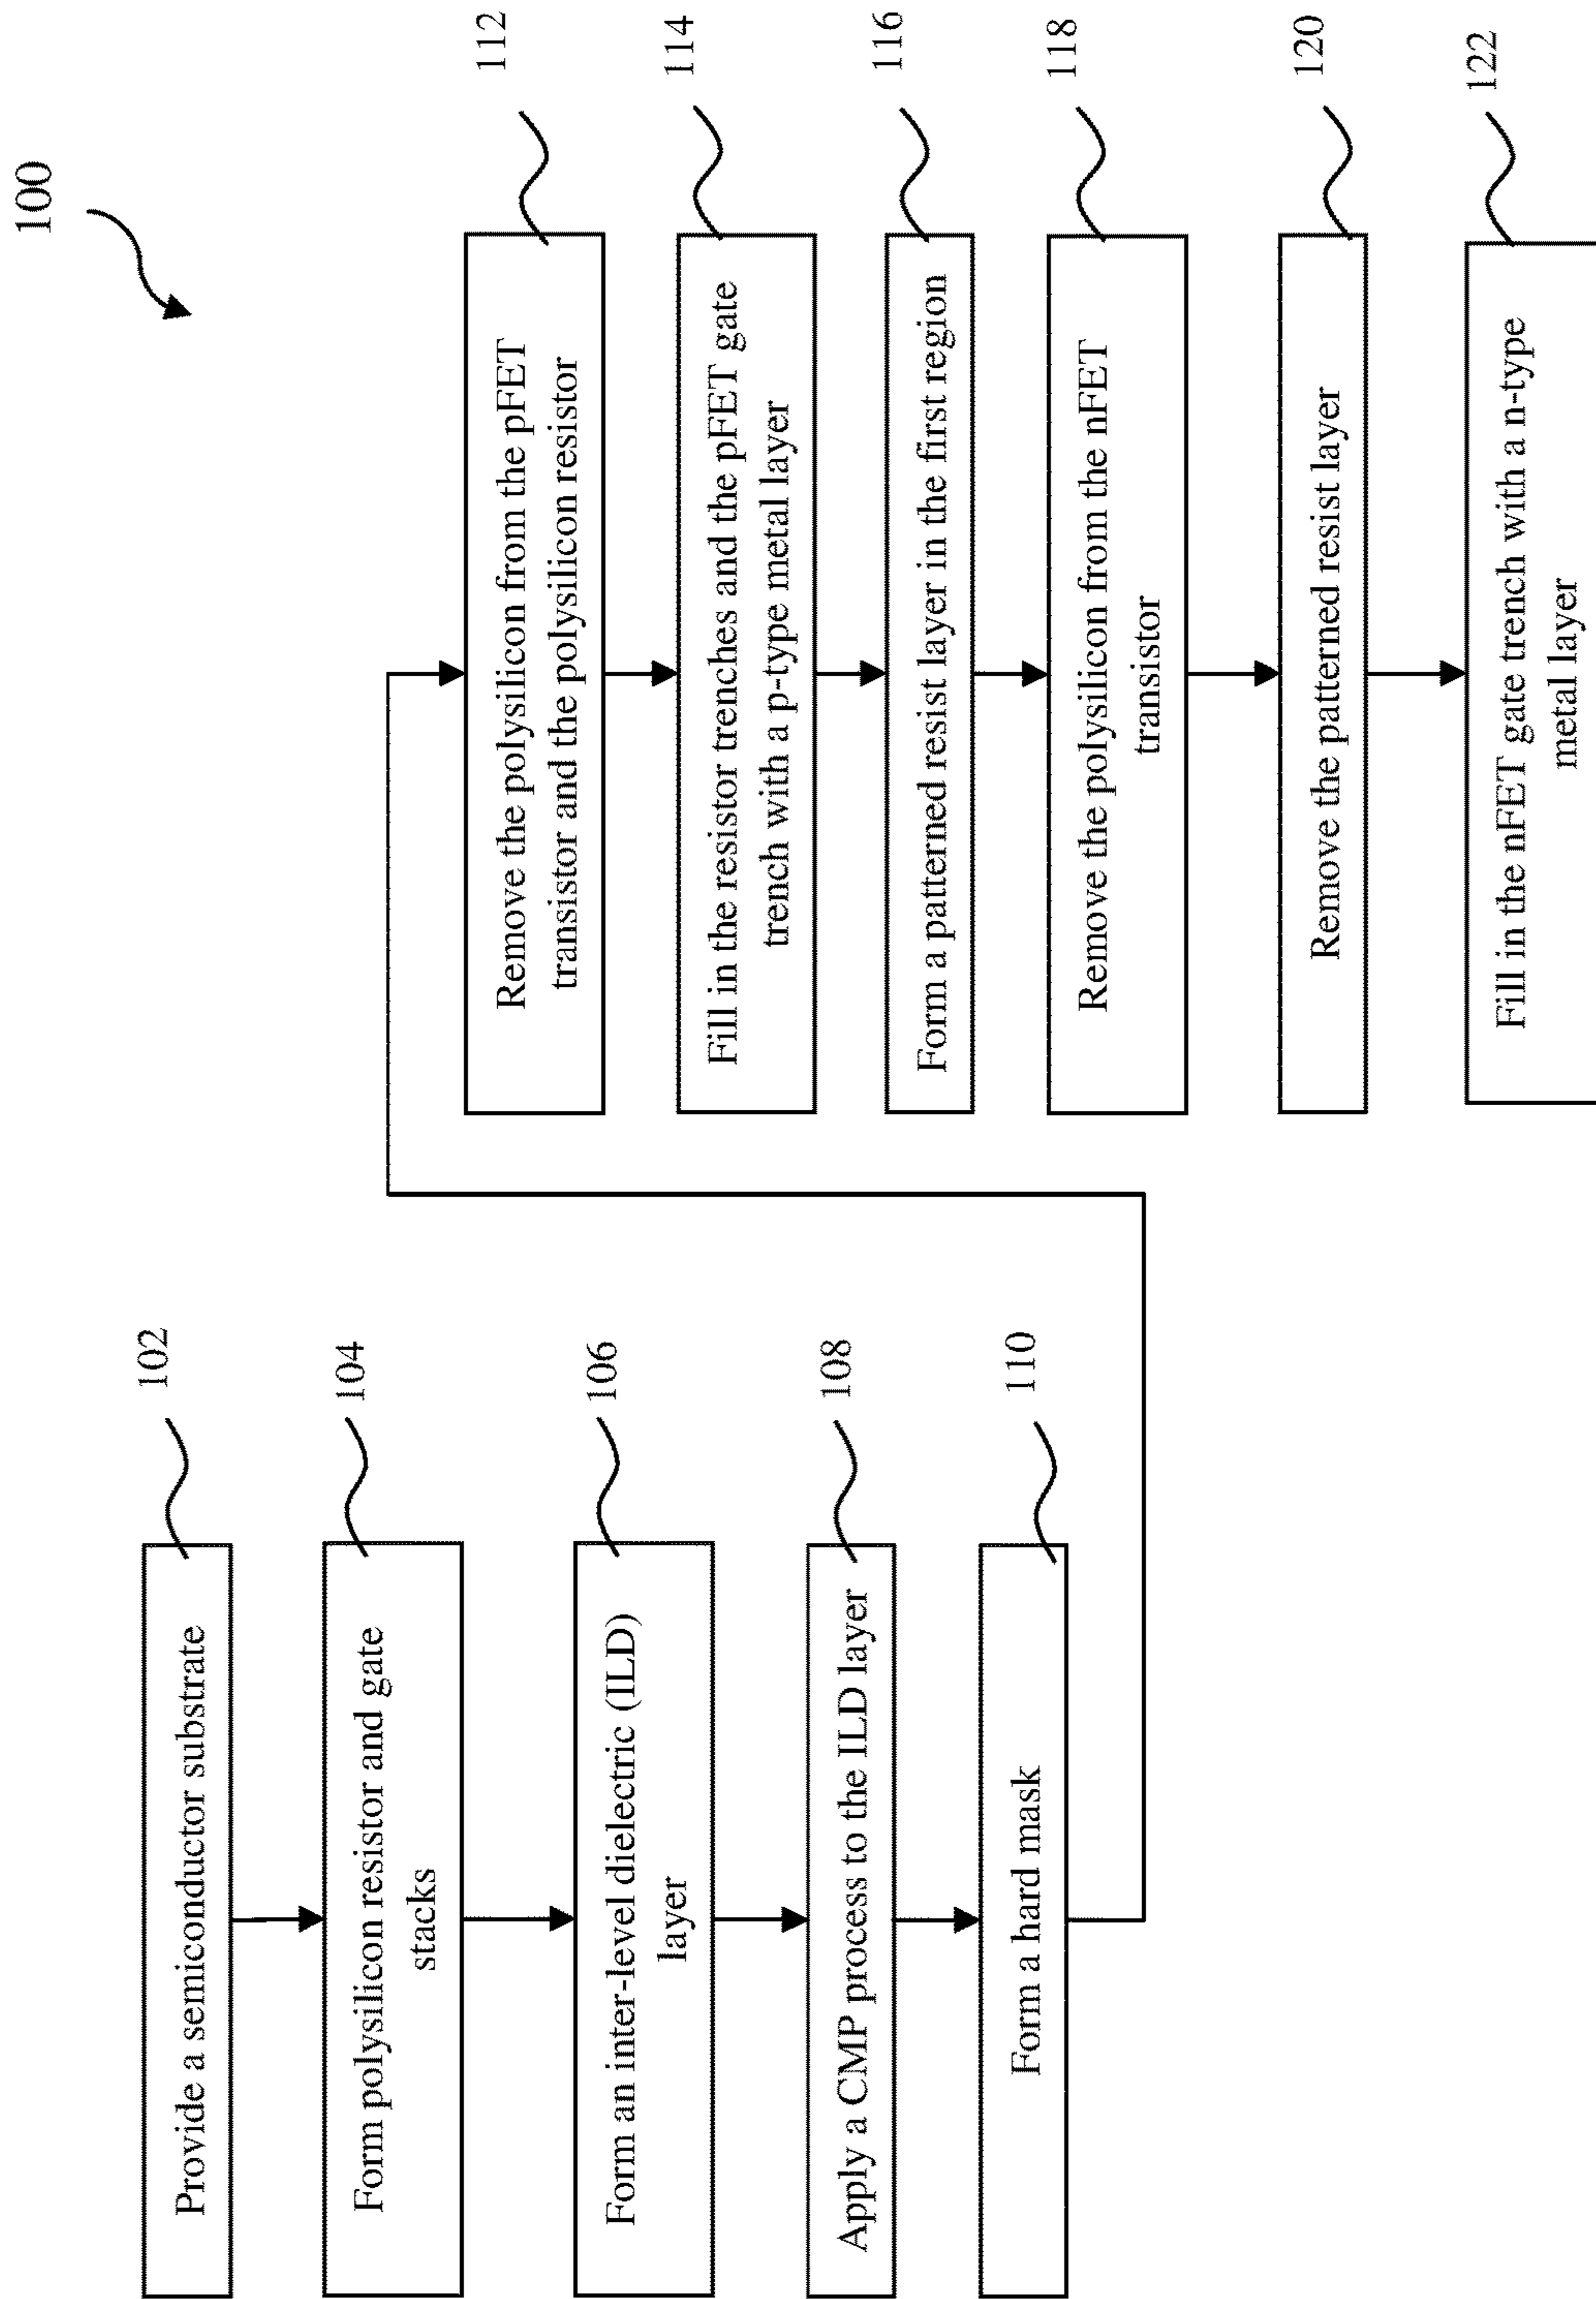 100
102
Provide a semiconductor substrate
104
Form polysilicon resistor and gate
stacks
106
Form an inter-level dielectric (ILD)
layer
108
Apply a CMP process to the ILD layer
110
Form a hard mask
112
Remove the polysilicon from the pFET
transistor and the polysilicon resistor
114
Fill in the resistor trenches and the pFET gate
trench with a p-type metal layer
116
Form a patterned resist layer in the first region
118
Remove the polysilicon from the nFET
transistor
120
Remove the patterned resist layer
122
Fill in the nFET gate trench with a n-type
metal layer